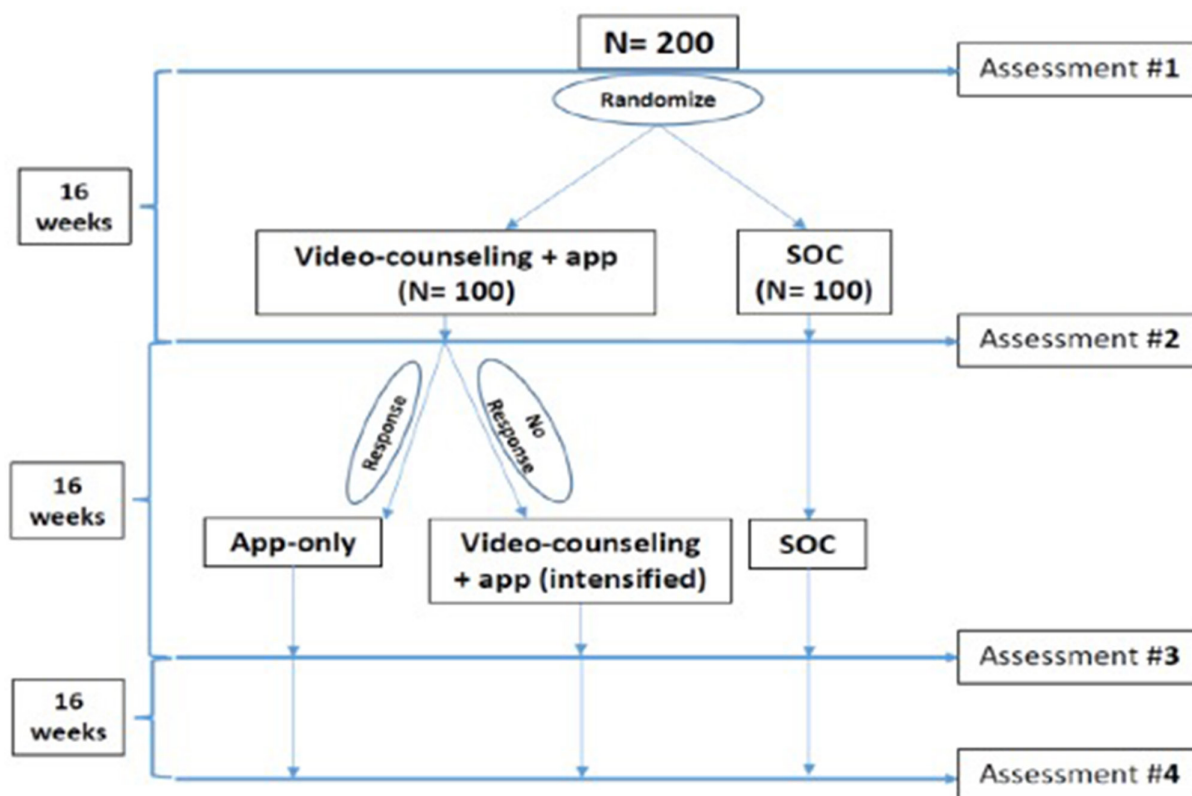 N= 200
Assessment #1
Randomize
16
weeks
Video-counseling + app
(N= 100)
SOC
(N= 100)
Assessment #2
Response
No
Response
16
weeks
App-only
Video-counseling
+ app (intensified)
SOC
Assessment #3
16
weeks
Assessment #4